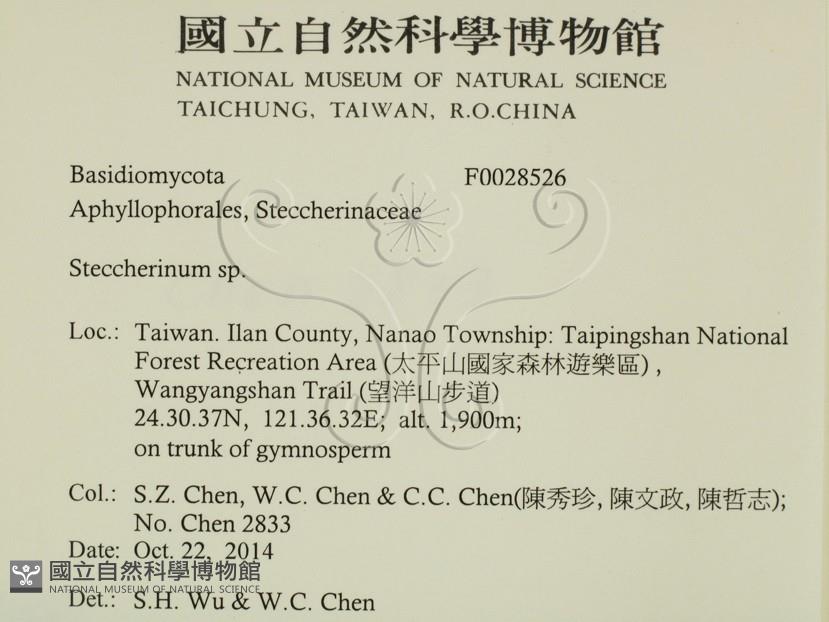 國立自然科學博物館
NATIONAL MUSEUM OF NATURAL SCIENCE
TAICHUNG, TAIWAN, R.O.CHINA
Basidiomycota F0028526
Aphyllophorales, Steccherinaceae
Steccherinum sp.
Loc.: Taiwan. Ilan County, Nanao Township: Taipingshan National
Forest Recreation Area (太平山國家森林遊樂區) ,
Wangyangshan Trail (望洋山步道)
24.30.37N, 121.36.32E; alt. 1,900m;
on trunk of gymnosperm
Col.: S.Z. Chen, W.C. Chen & C.C. Chen(陳秀珍, 陳文政, 陳哲志);
No. Chen 2833
Date: Oct. 22, 2014
國立自然科學博物館
NATIONAL MUSEUM OF NATURAL SCIENCE
Det.: S.H. Wu & W.C. Chen